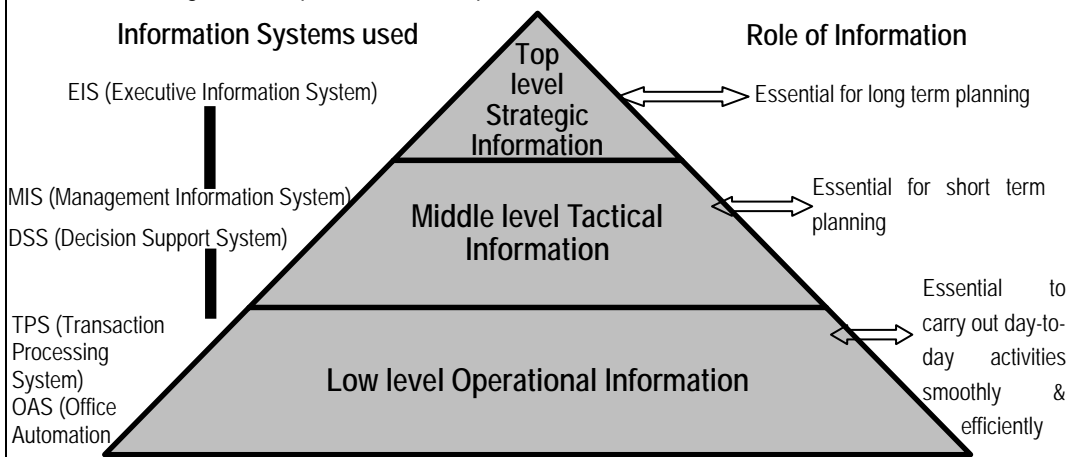 Information Systems used
Role of Information
Top
level
Strategic
Information
EIS (Executive Information System)
Essential for long term planning
MIS (Management Information System)
DSS (Decision Support System)
Middle level Tactical
Information
Essential for short term
planning
TPS (Transaction
Processing
System)
OAS (Office
Automation
Low level Operational Information
Essential to
carry out day-to-
day activities
smoothly &
efficiently